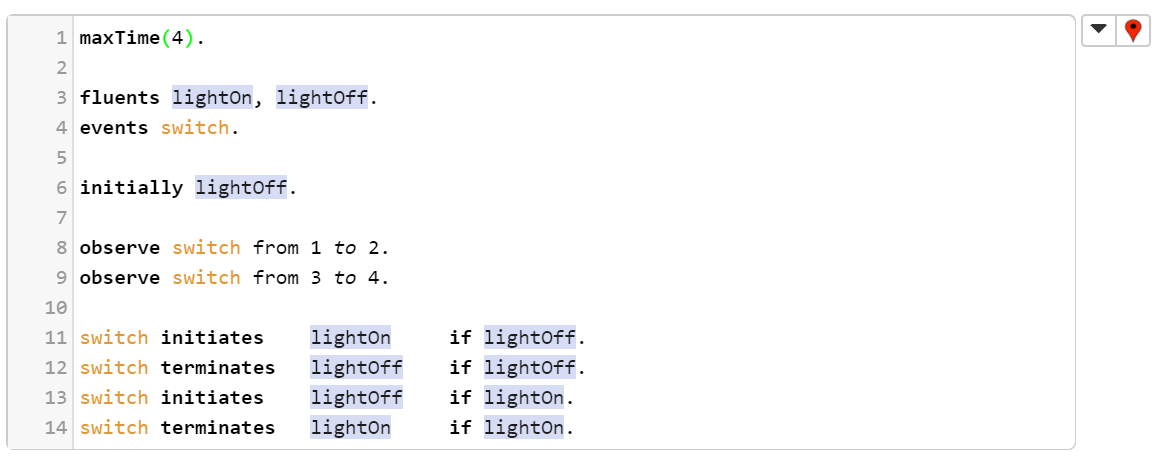 1 maxTime(4).
2
3 fluents lightOn, lightOff.
4 events switch.
5
6 initially lightOff.
7
8 observe switch from 1 to 2.
9 observe switch from 3 to 4.
10
11 switch initiates    lightOn     if lightOff.
12 switch terminates   lightOff    if lightOff.
13 switch initiates    lightOff    if lightOn.
14 switch terminates   lightOn     if lightOn.